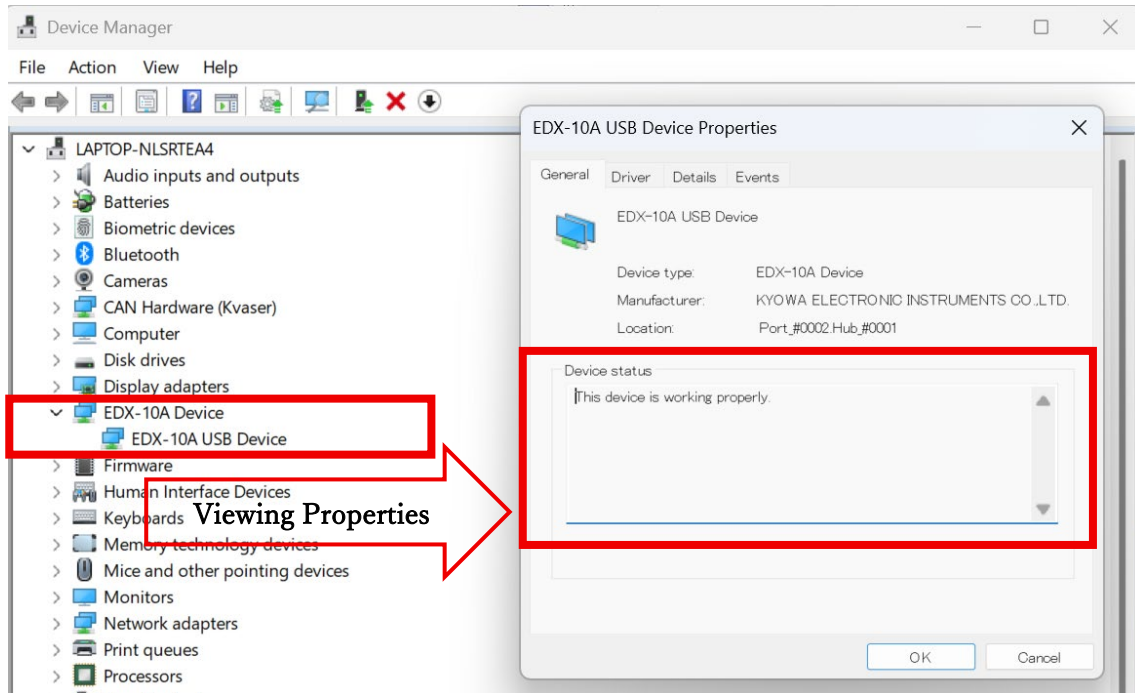 Device Manager
File Action View Help
LAPTOP-NLSRTEA4
Audio inputs and outputs
Batteries
Biometric devices
Bluetooth
Cameras
CAN Hardware (Kvaser)
Computer
Disk drives
Display adapters
EDX-10A Device
EDX-10A USB Device
Firmware
Human Interface Devices
Keyboards
Memory technology devices
Mice and other pointing devices
Monitors
Network adapters
Print queues
Processors
Viewing Properties
EDX-10A USB Device Properties
General Driver Details Events
EDX-10A USB Device
Device type: EDX-10A Device
Manufacturer: KYOWA ELECTRONIC INSTRUMENTS CO.,LTD.
Location: Port_#0002.Hub_#0001
Device status
This device is working properly.
OK Cancel